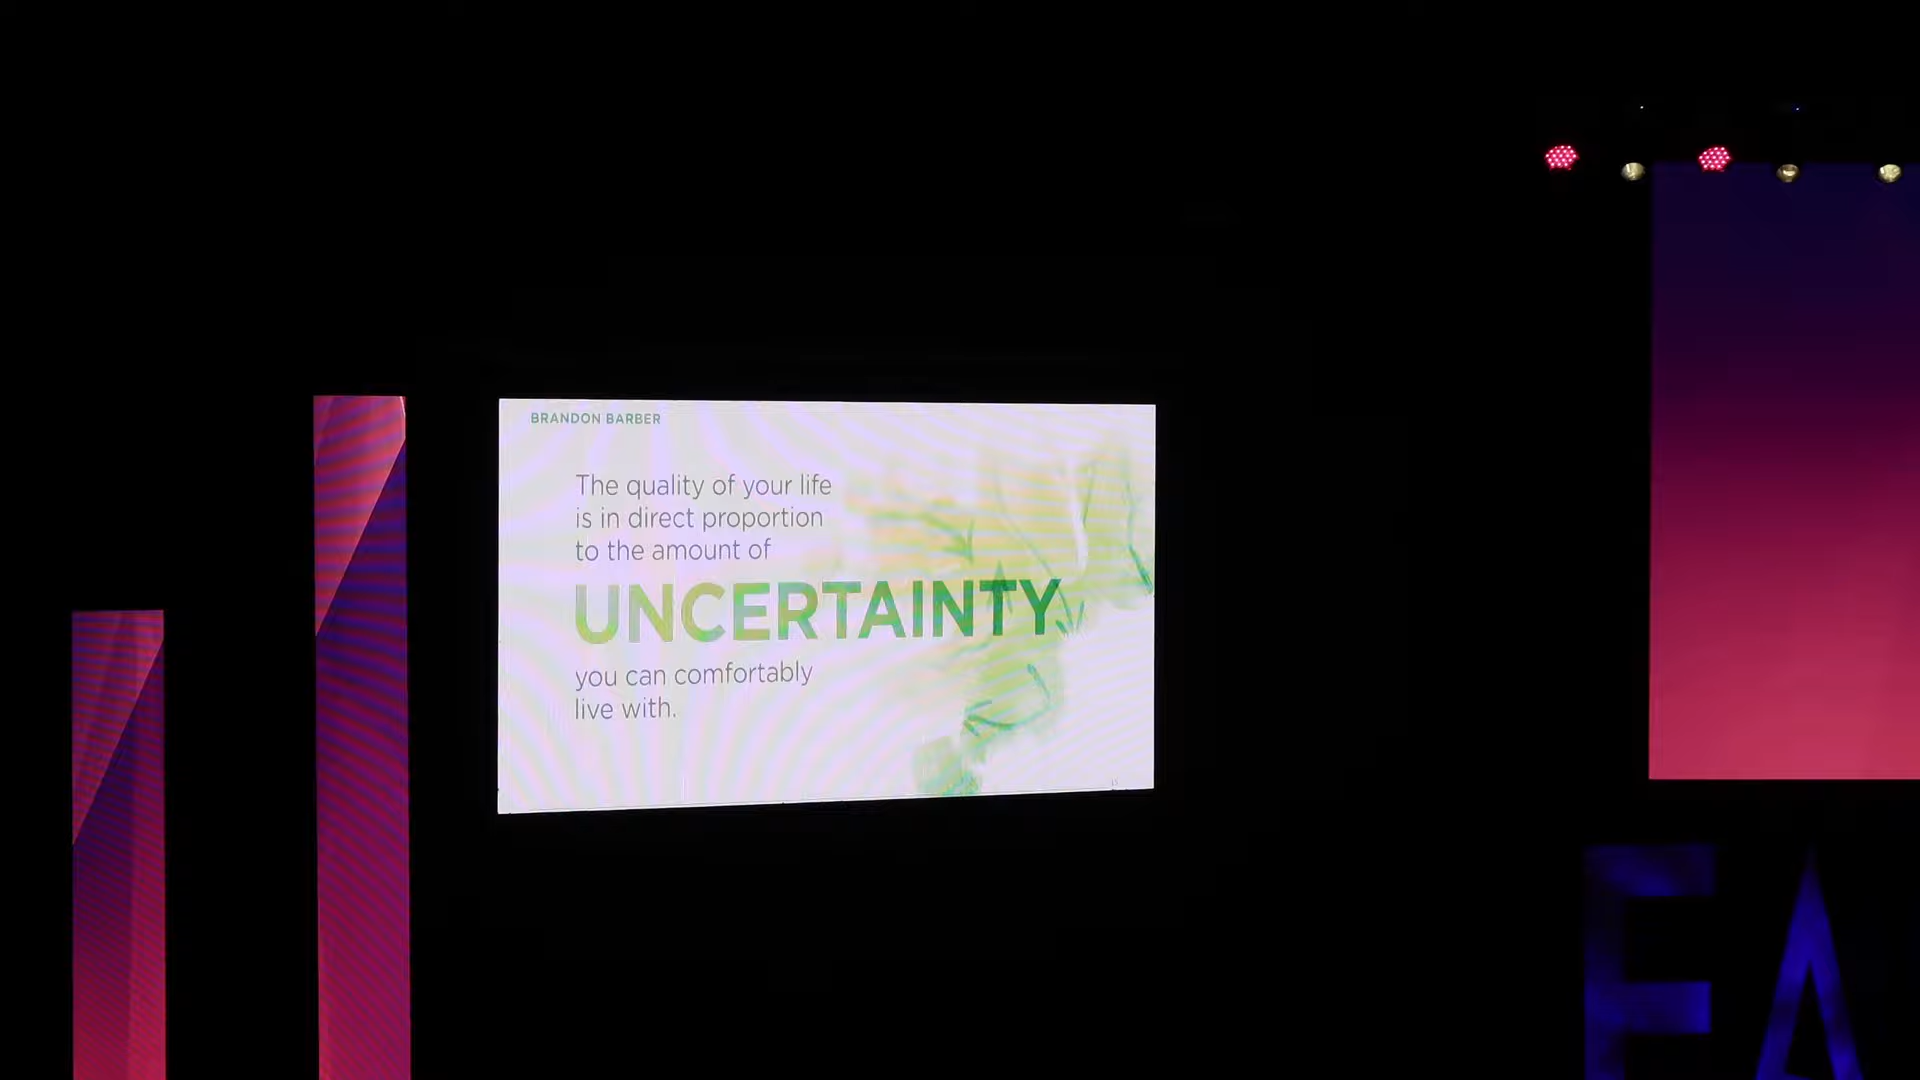 BRANDON BARBER
The quality of your life
is in direct proportion
to the amount of
UNCERTAINTY
you can comfortably
live with.
FA